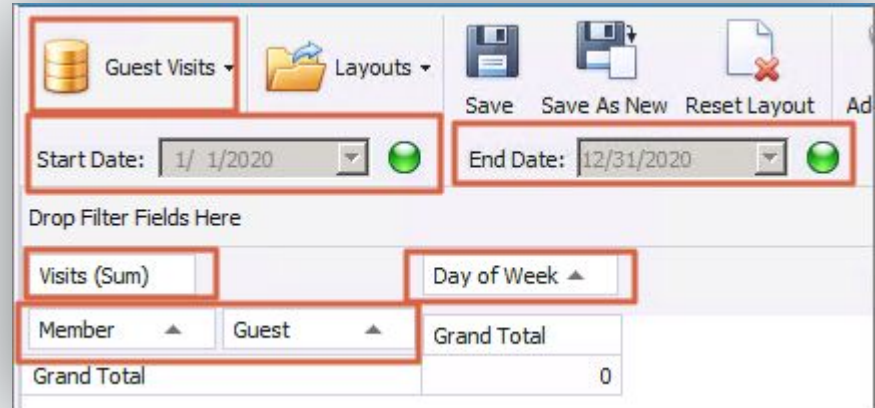 Guest Visits Layouts
Save Save As New Reset Layout Ad
Start Date: 1/ 1/2020 End Date: 12/31/2020
Drop Filter Fields Here
Visits (Sum) Day of Week
Member Guest Grand Total
Grand Total 0